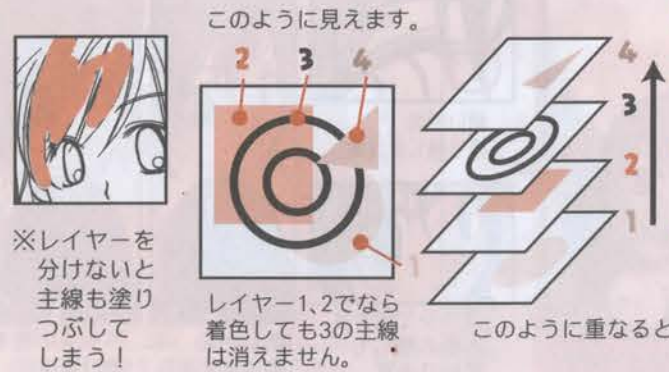 このように見えます。
2
3
4
1
※レイヤーを
分けないと
主線も塗り
つぶして
しまう！
レイヤー1、2でなら
着色しても3の主線
は消えません。
4
3
2
1
このように重なると